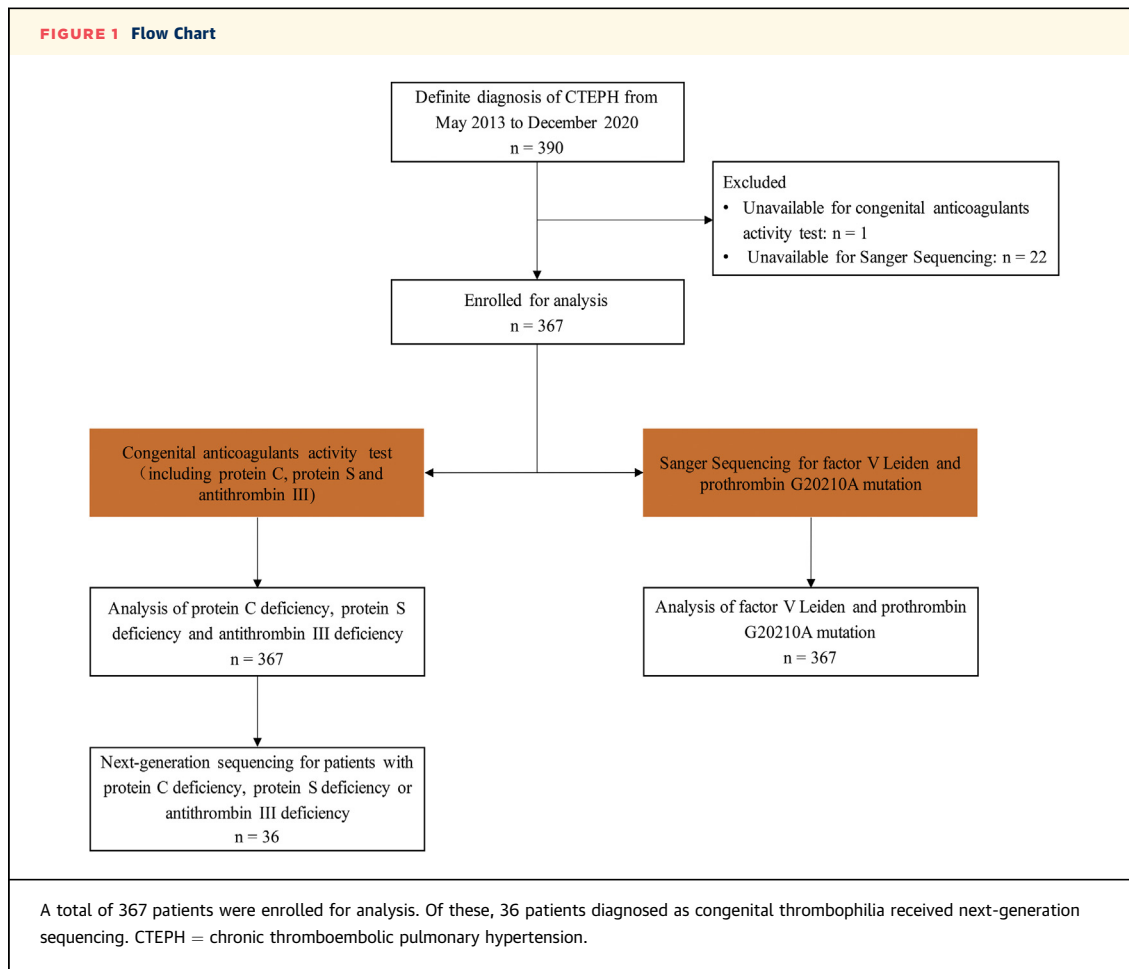 FIGURE 1 Flow Chart
Definite diagnosis of CTEPH from
May 2013 to December 2020
n = 390
Excluded
• Unavailable for congenital anticoagulants
activity test: n = 1
• Unavailable for Sanger Sequencing: n = 22
Enrolled for analysis
n = 367
Congenital anticoagulants activity test
（including protein C, protein S and
antithrombin III)
Sanger Sequencing for factor V Leiden and
prothrombin G20210A mutation
Analysis of protein C deficiency, protein S
deficiency and antithrombin III deficiency
n = 367
Analysis of factor V Leiden and prothrombin
G20210A mutation
n = 367
Next-generation sequencing for patients with
protein C deficiency, protein S deficiency or
antithrombin III deficiency
n = 36
A total of 367 patients were enrolled for analysis. Of these, 36 patients diagnosed as congenital thrombophilia received next-generation
sequencing. CTEPH = chronic thromboembolic pulmonary hypertension.